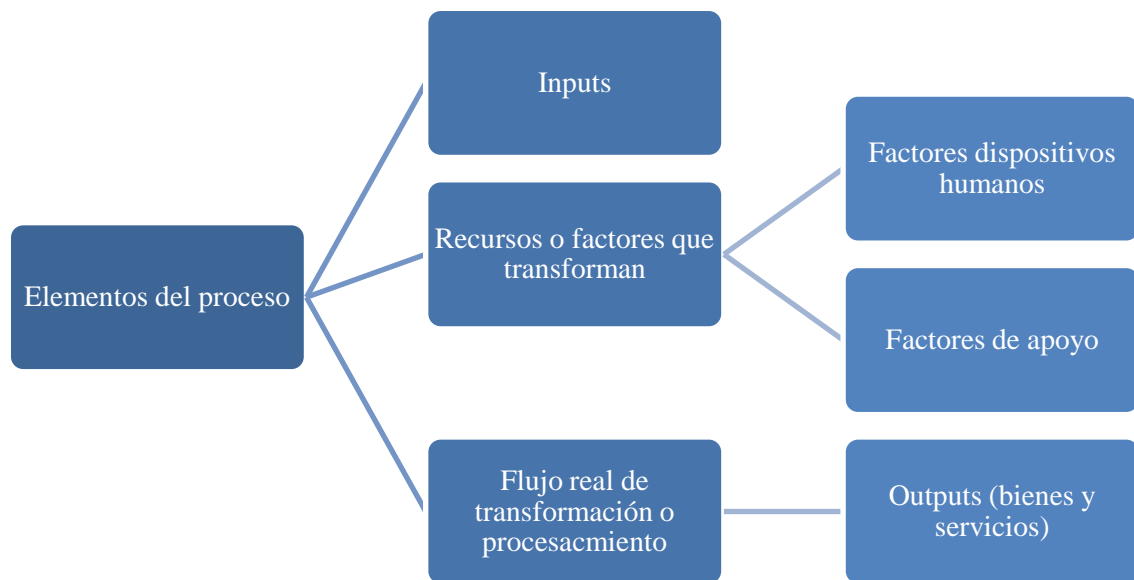 Elementos del proceso
Inputs
Recursos o factores que
transforman
Factores dispositivos
humanos
Factores de apoyo
Flujo real de
transformación o
procesacmiento
Outputs (bienes y
servicios)